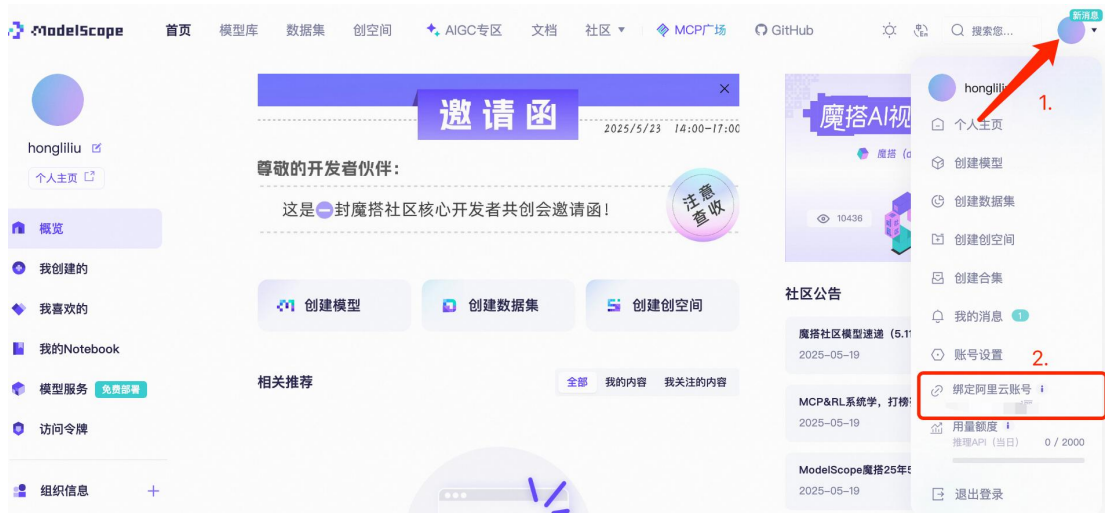 ModelScope 首页 模型库 数据集 创空间 AIGC专区 文档 社区 MCP广场 GitHub 搜索您... 新消息
hongliliu
个人主页
概览
我创建的
我喜欢的
我的Notebook
模型服务 免费部署
访问令牌
组织信息 +
邀请函
2025/5/23 14:00-17:00
尊敬的开发者伙伴:
这是一封魔搭社区核心开发者共创会邀请函!
注意
查收
创建模型 创建数据集 创建创空间
相关推荐 全部 我的内容 我关注的内容
魔搭AI视
魔搭 (d
10436
社区公告
魔搭社区模型速递(5.11
2025-05-19
MCP&RL系统学,打榜
2025-05-19
ModelScope魔搭25年5
2025-05-19
hongliliu
1.
个人主页
创建模型
创建数据集
创建创空间
创建合集
我的消息 1
账号设置
2.
绑定阿里云账号
用量额度
推理API(当日) 0 / 2000
退出登录